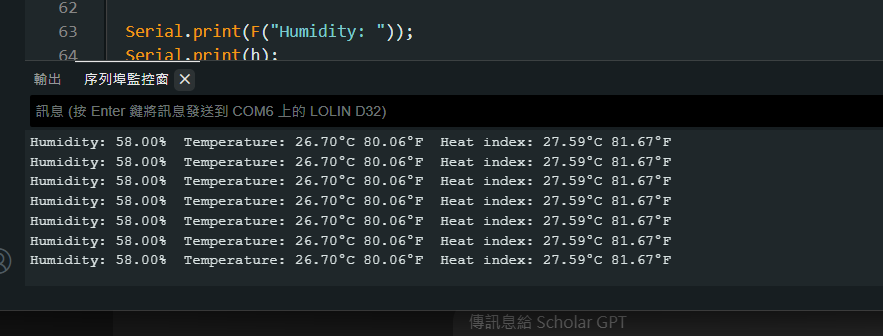 62
63 Serial.print(F("Humidity: "));
64 Serial.print(h);
輸出 序列埠監控窗 ×
訊息 (按 Enter 鍵將訊息發送到 COM6 上的 LOLIN D32)
Humidity: 58.00% Temperature: 26.70°C 80.06°F Heat index: 27.59°C 81.67°F
Humidity: 58.00% Temperature: 26.70°C 80.06°F Heat index: 27.59°C 81.67°F
Humidity: 58.00% Temperature: 26.70°C 80.06°F Heat index: 27.59°C 81.67°F
Humidity: 58.00% Temperature: 26.70°C 80.06°F Heat index: 27.59°C 81.67°F
Humidity: 58.00% Temperature: 26.70°C 80.06°F Heat index: 27.59°C 81.67°F
Humidity: 58.00% Temperature: 26.70°C 80.06°F Heat index: 27.59°C 81.67°F
Humidity: 58.00% Temperature: 26.70°C 80.06°F Heat index: 27.59°C 81.67°F
傳訊息給 Scholar GPT